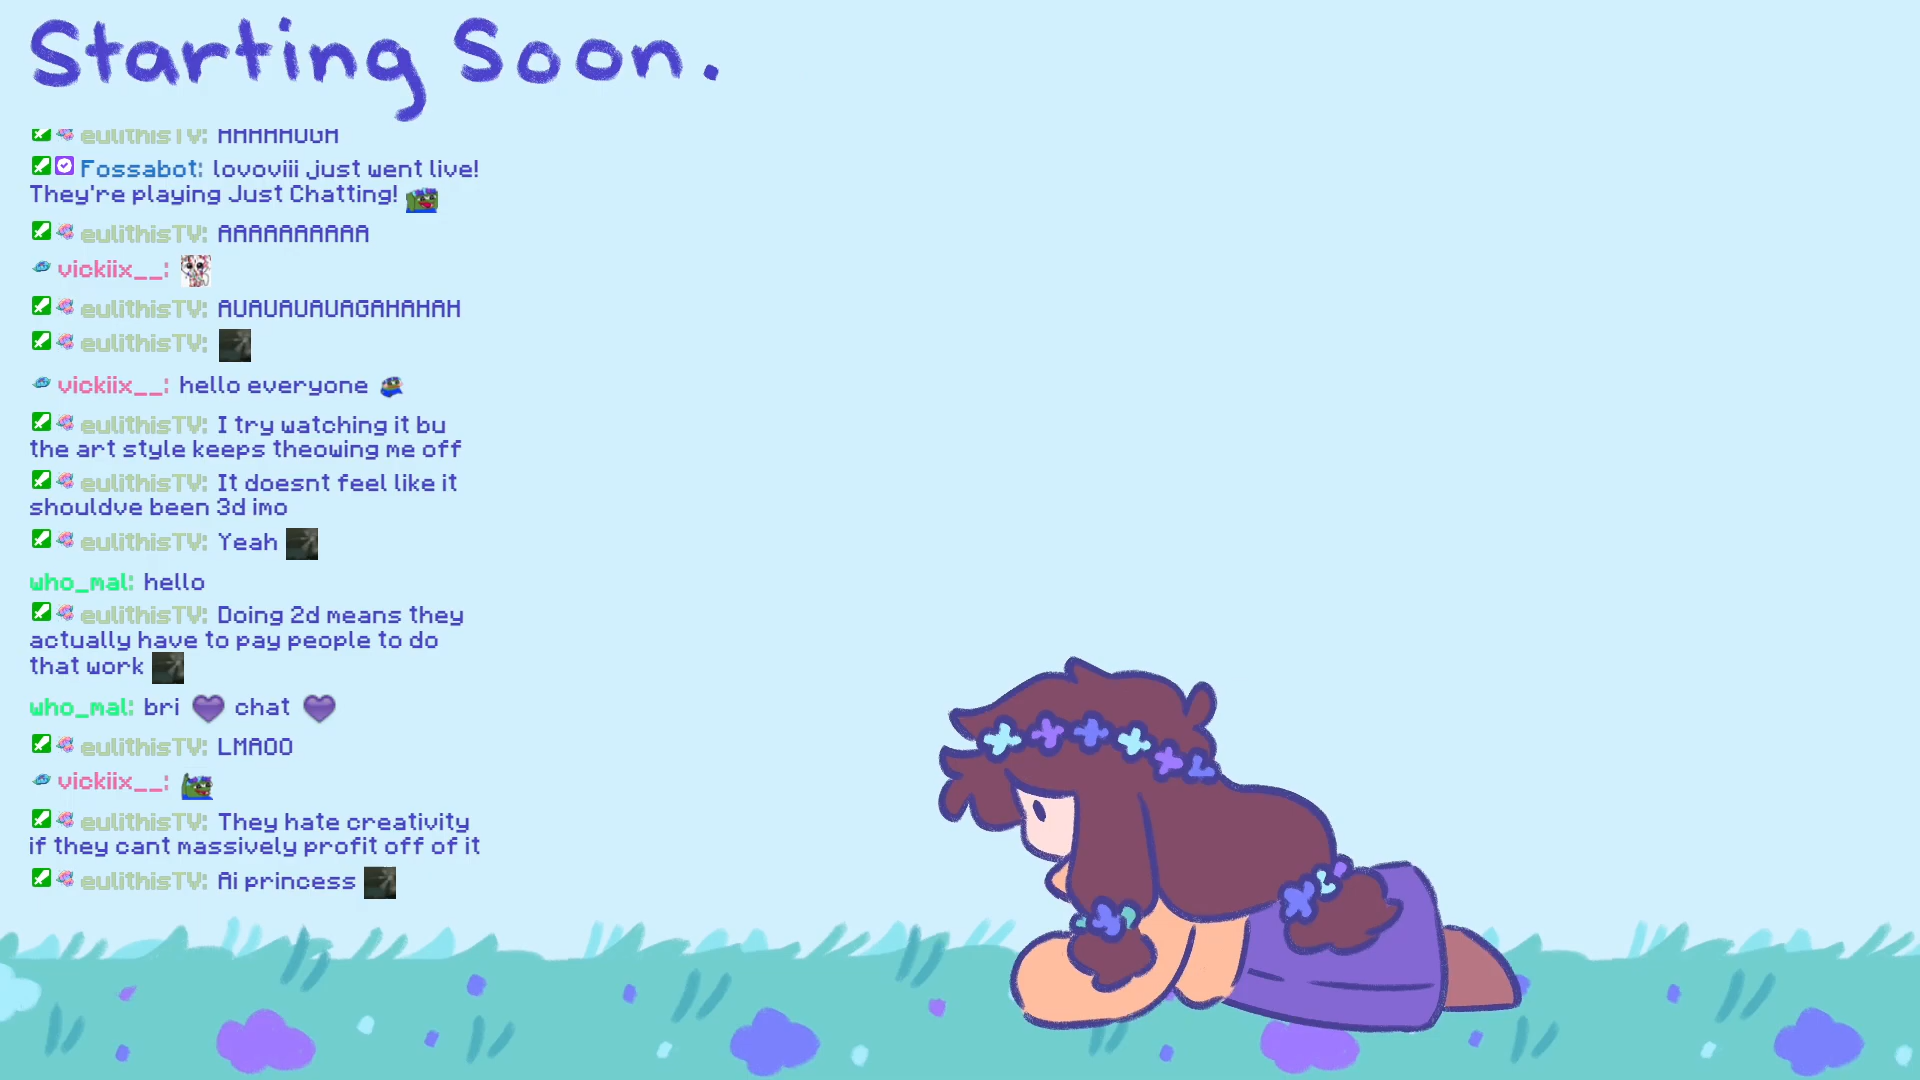 Starting Soon.
eulithisTV: AAAAAUGH
Fossabot: lovoviii just went live!
They're playing Just Chatting!
eulithisTV: AAAAAAAAAA
vickiix__:
eulithisTV: AUAUAUAUAGAHAHAH
eulithisTV:
vickiix__: hello everyone
eulithisTV: I try watching it bu
the art style keeps theowing me off
eulithisTV: It doesnt feel like it
shouldve been 3d imo
eulithisTV: Yeah
who_mal: hello
eulithisTV: Doing 2d means they
actually have to pay people to do
that work
who_mal: bri 💜 chat 💜
eulithisTV: LMAOO
vickiix__:
eulithisTV: They hate creativity
if they cant massively profit off of it
eulithisTV: Ai princess